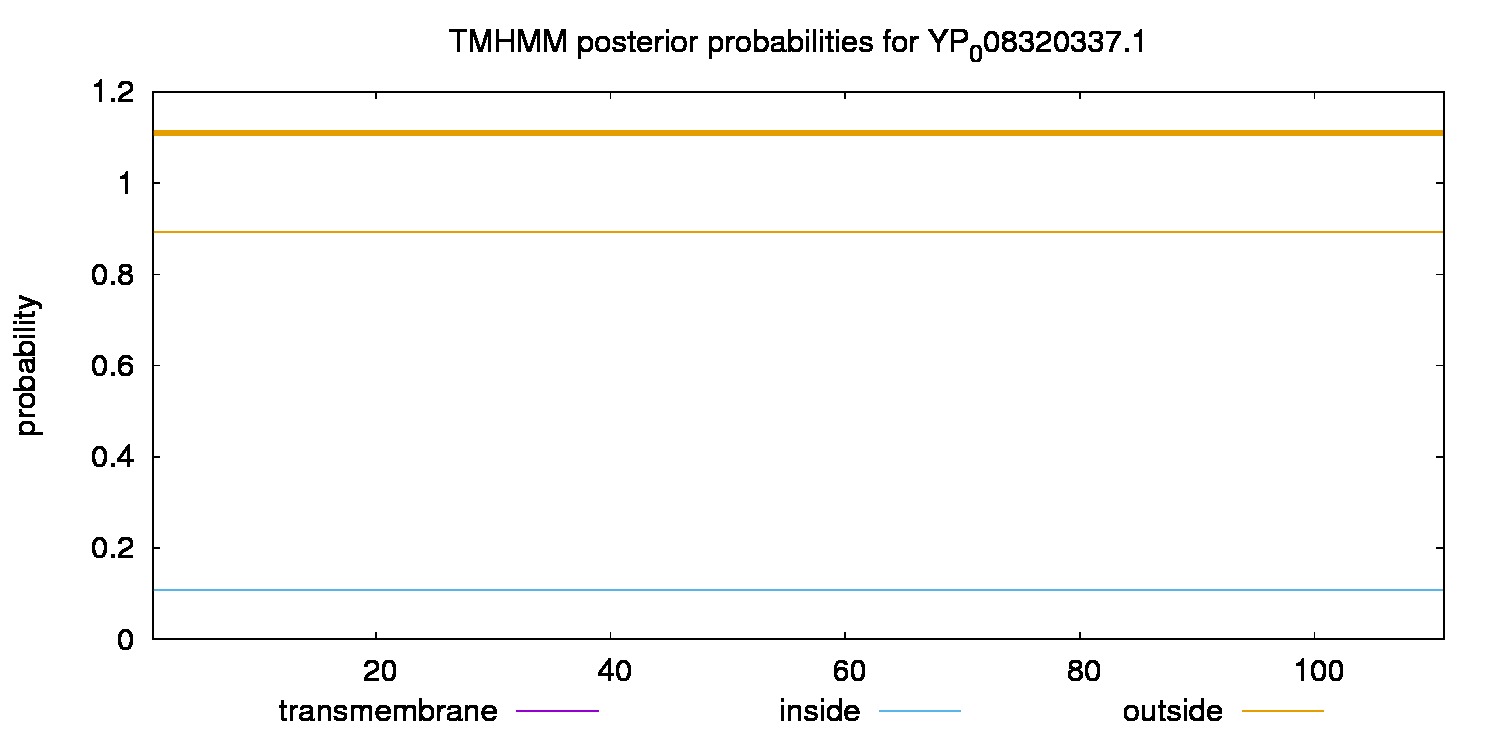 TMHMM posterior probabilities for YP₀08320337.1
1.2
1
0.8
0.6
0.4
0.2
0
probability
20 40 60 80 100
transmembrane inside outside